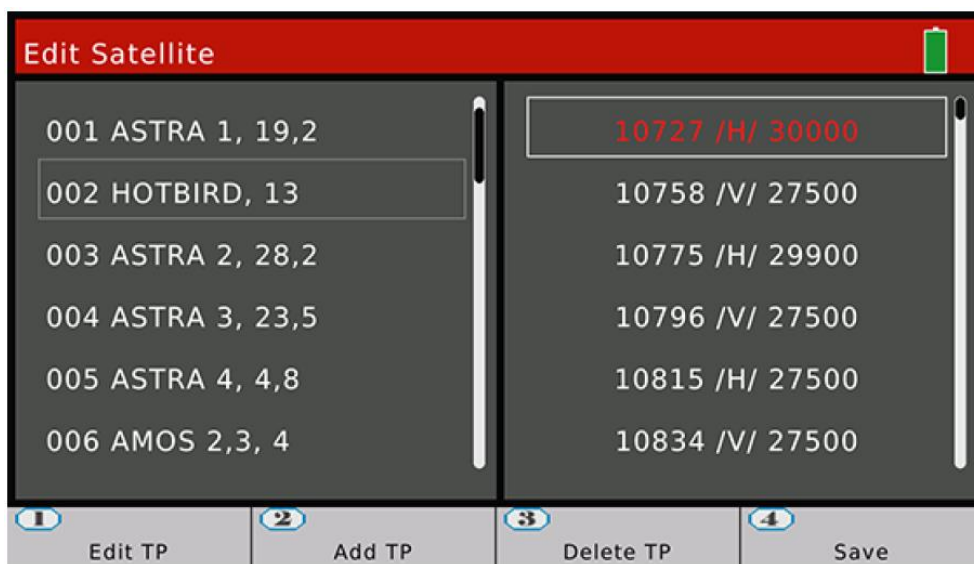 Edit Satellite
001 ASTRA 1, 19,2
002 HOTBIRD, 13
003 ASTRA 2, 28,2
004 ASTRA 3, 23,5
005 ASTRA 4, 4,8
006 AMOS 2,3, 4
10727 /H/ 30000
10758 /V/ 27500
10775 /H/ 29900
10796 /V/ 27500
10815 /H/ 27500
10834 /V/ 27500
1 Edit TP
2 Add TP
3 Delete TP
4 Save